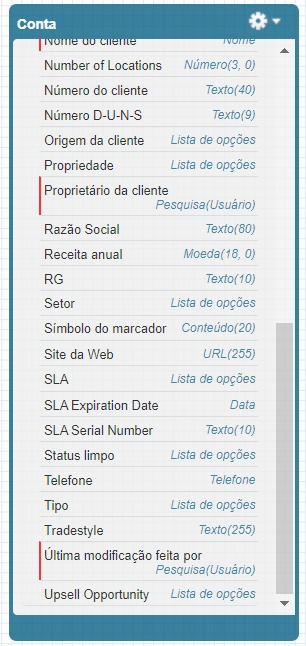 Conta
Nome do cliente Nome
Number of Locations Número(3, 0)
Número do cliente Texto(40)
Número D-U-N-S Texto(9)
Origem da cliente Lista de opções
Propriedade Lista de opções
Proprietário da cliente
Pesquisa(Usuário)
Razão Social Texto(80)
Receita anual Moeda(18, 0)
RG Texto(10)
Setor Lista de opções
Símbolo do marcador Conteúdo(20)
Site da Web URL(255)
SLA Lista de opções
SLA Expiration Date Data
SLA Serial Number Texto(10)
Status limpo Lista de opções
Telefone Telefone
Tipo Lista de opções
Tradestyle Texto(255)
Última modificação feita por
Pesquisa(Usuário)
Upsell Opportunity Lista de opções